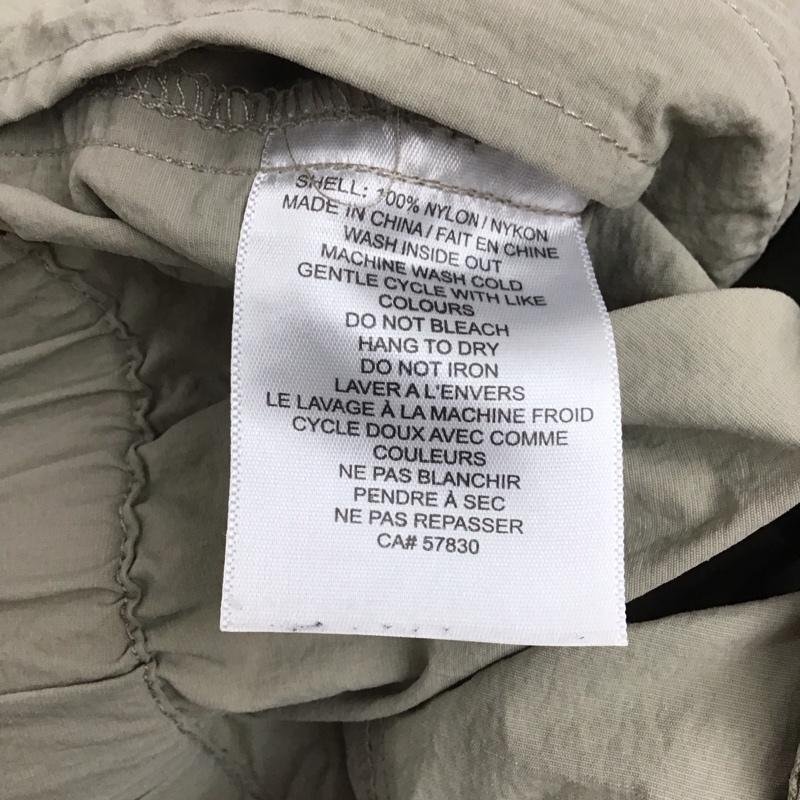 SHELL: 100% NYLON / NYKON
MADE IN CHINA / FAIT EN CHINE
WASH INSIDE OUT
MACHINE WASH COLD
GENTLE CYCLE WITH LIKE
COLOURS
DO NOT BLEACH
HANG TO DRY
DO NOT IRON
LAVER A L'ENVERS
LE LAVAGE À LA MACHINE FROID
CYCLE DOUX AVEC COMME
COULEURS
NE PAS BLANCHIR
PENDRE À SEC
NE PAS REPASSER
CA# 57830